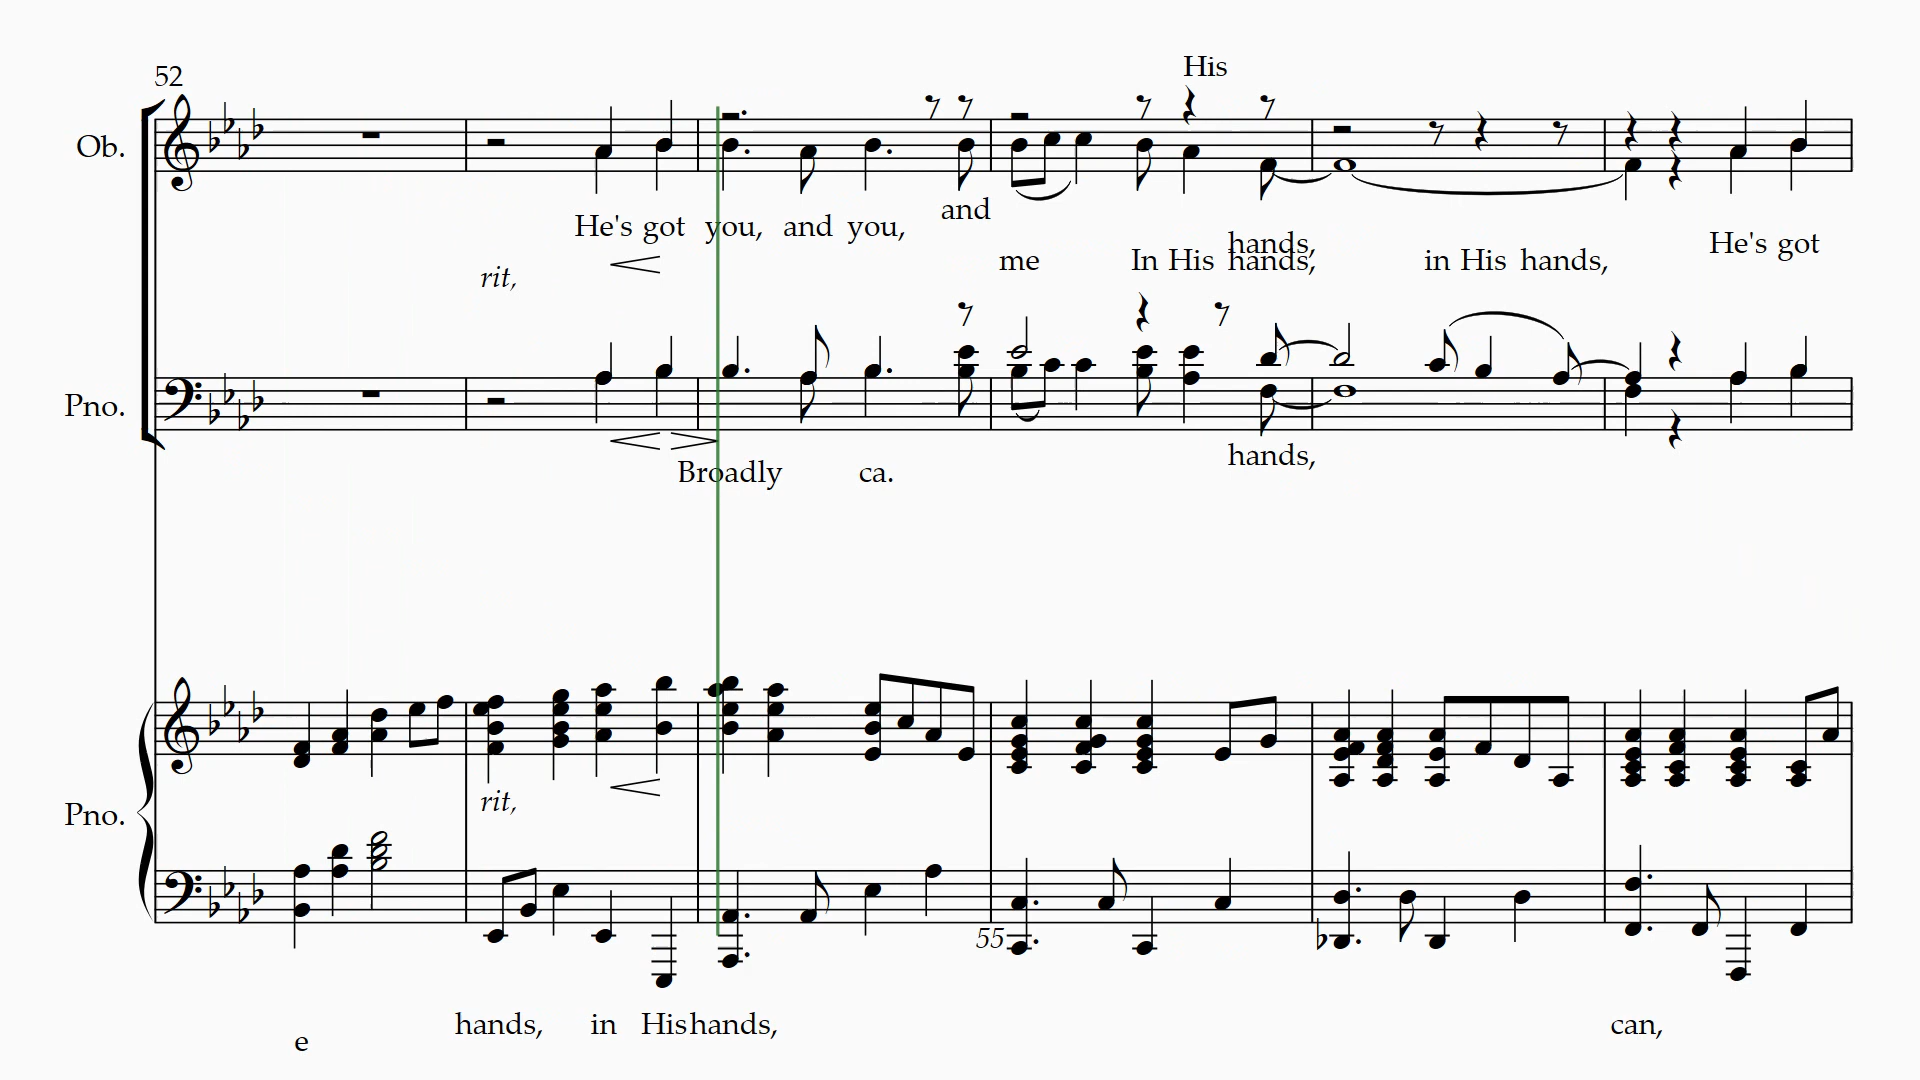 His
52
Ob.
and
He's got you, and you,
hands,
He's got
me In His hands, in His hands,
rit,
Pno.
hands,
Broadly ca.
rit,
Pno.
55
hands, in His hands, can,
e